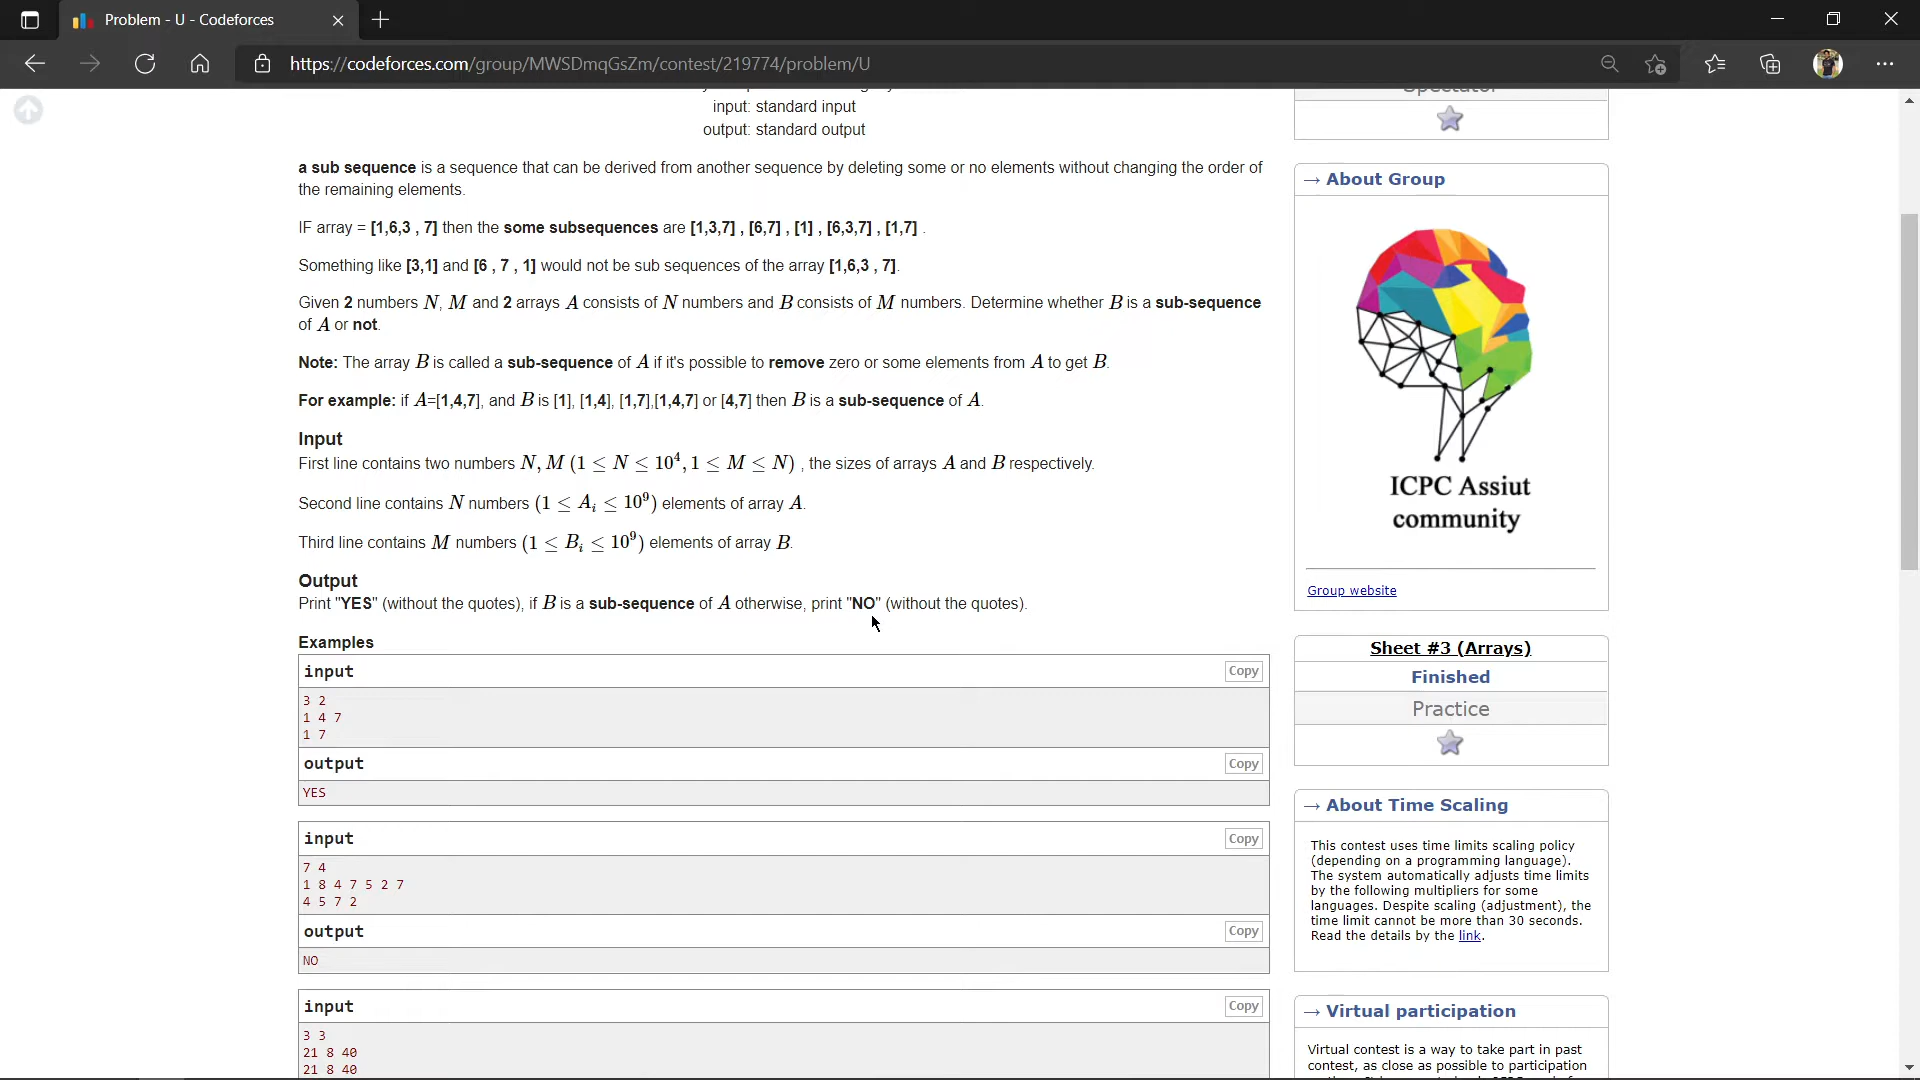 Problem - U - Codeforces
https://codeforces.com/group/MWSDmqGsZm/contest/219774/problem/U
input: standard input
output: standard output
a sub sequence is a sequence that can be derived from another sequence by deleting some or no elements without changing the order of
the remaining elements.
IF array = [1,6,3 , 7] then the some subsequences are [1,3,7] , [6,7] , [1] , [6,3,7] , [1,7] .
Something like [3,1] and [6 , 7 , 1] would not be sub sequences of the array [1,6,3 , 7].
Given 2 numbers N, M and 2 arrays A consists of N numbers and B consists of M numbers. Determine whether B is a sub-sequence
of A or not.
Note: The array B is called a sub-sequence of A if it's possible to remove zero or some elements from A to get B.
For example: if A=[1,4,7], and B is [1], [1,4], [1,7],[1,4,7] or [4,7] then B is a sub-sequence of A.
Input
First line contains two numbers N, M (1 ≤ N ≤ 10⁴, 1 ≤ M ≤ N) , the sizes of arrays A and B respectively.
Second line contains N numbers (1 ≤ Aᵢ ≤ 10⁹) elements of array A.
Third line contains M numbers (1 ≤ Bᵢ ≤ 10⁹) elements of array B.
Output
Print "YES" (without the quotes), if B is a sub-sequence of A otherwise, print "NO" (without the quotes).
Examples
input
Copy
3 2
1 4 7
1 7
output
Copy
YES
input
Copy
7 4
1 8 4 7 5 2 7
4 5 7 2
output
Copy
NO
input
Copy
3 3
21 8 40
21 8 40
Spectator
→ About Group
ICPC Assiut
community
Group website
Sheet #3 (Arrays)
Finished
Practice
→ About Time Scaling
This contest uses time limits scaling policy
(depending on a programming language).
The system automatically adjusts time limits
by the following multipliers for some
languages. Despite scaling (adjustment), the
time limit cannot be more than 30 seconds.
Read the details by the link.
→ Virtual participation
Virtual contest is a way to take part in past
contest, as close as possible to participation